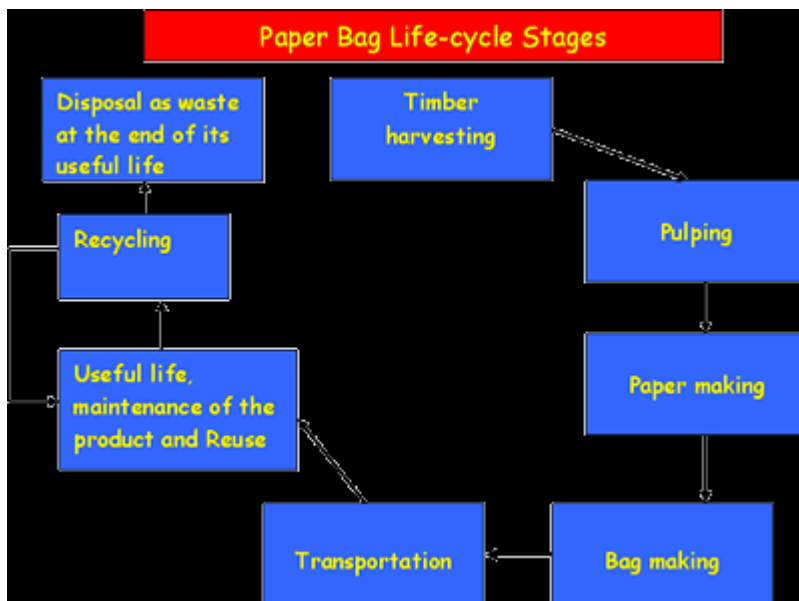 Paper Bag Life-cycle Stages
Disposal as waste
at the end of its
useful life
Timber
harvesting
Recycling
Pulping
Useful life,
maintenance of the
product and Reuse
Paper making
Transportation
Bag making